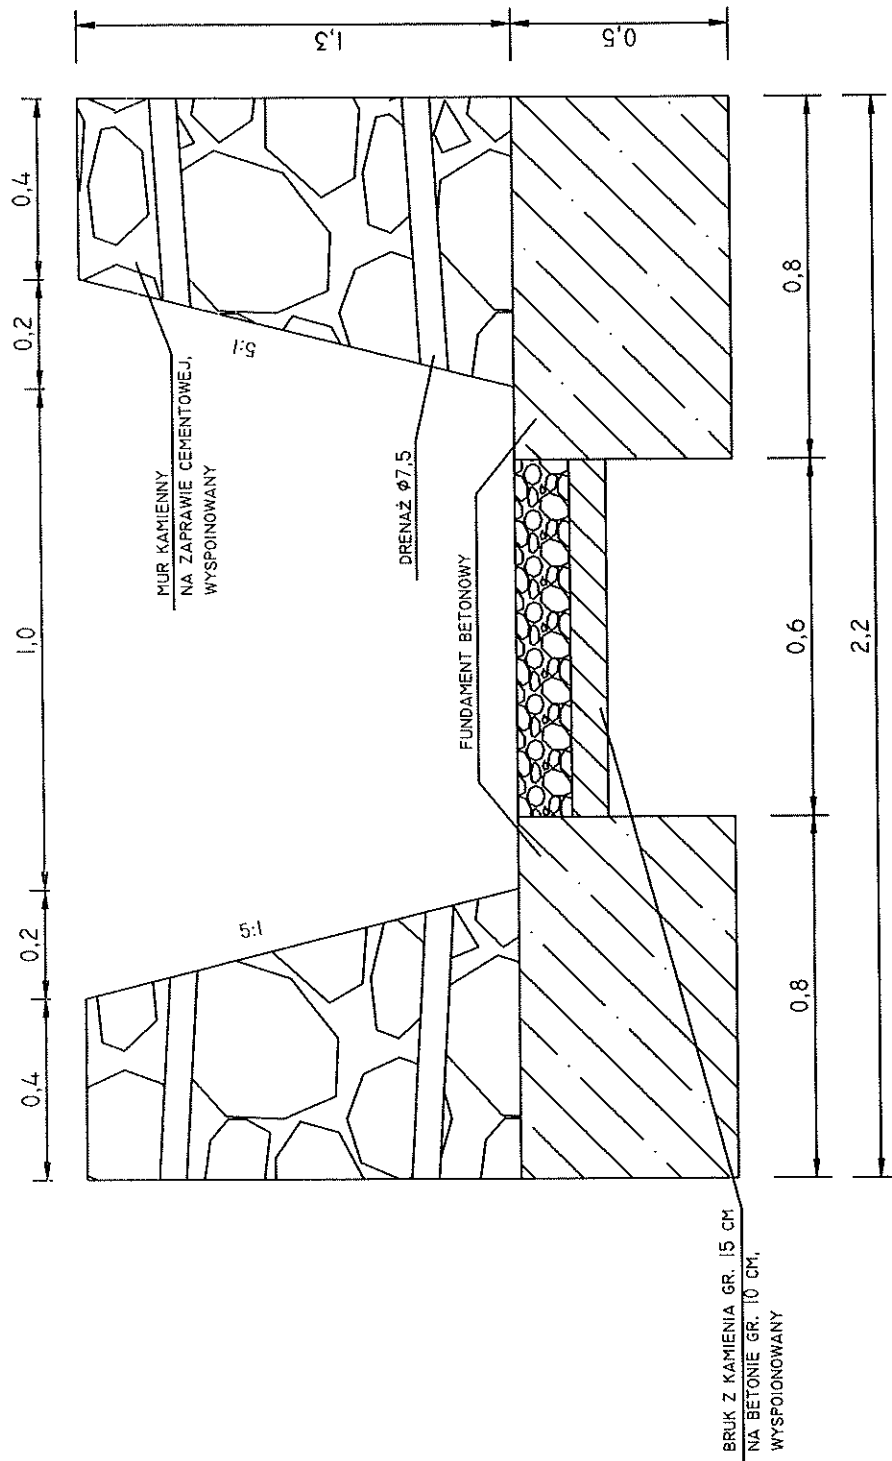 0,4
0,2
1,0
0,2
0,4
MUR KAMIENNY
NA ZAPRAWIE CEMENTOWEJ,
WYSPOINOWANY
5:1
5:1
1,3
DRENAŻ φ7,5
FUNDAMENT BETONOWY
0,5
BRUK Z KAMIENIA GR. 15 CM
NA BETONIE GR. 10 CM,
WYSPOIONOWANY
0,8
0,6
0,8
2,2